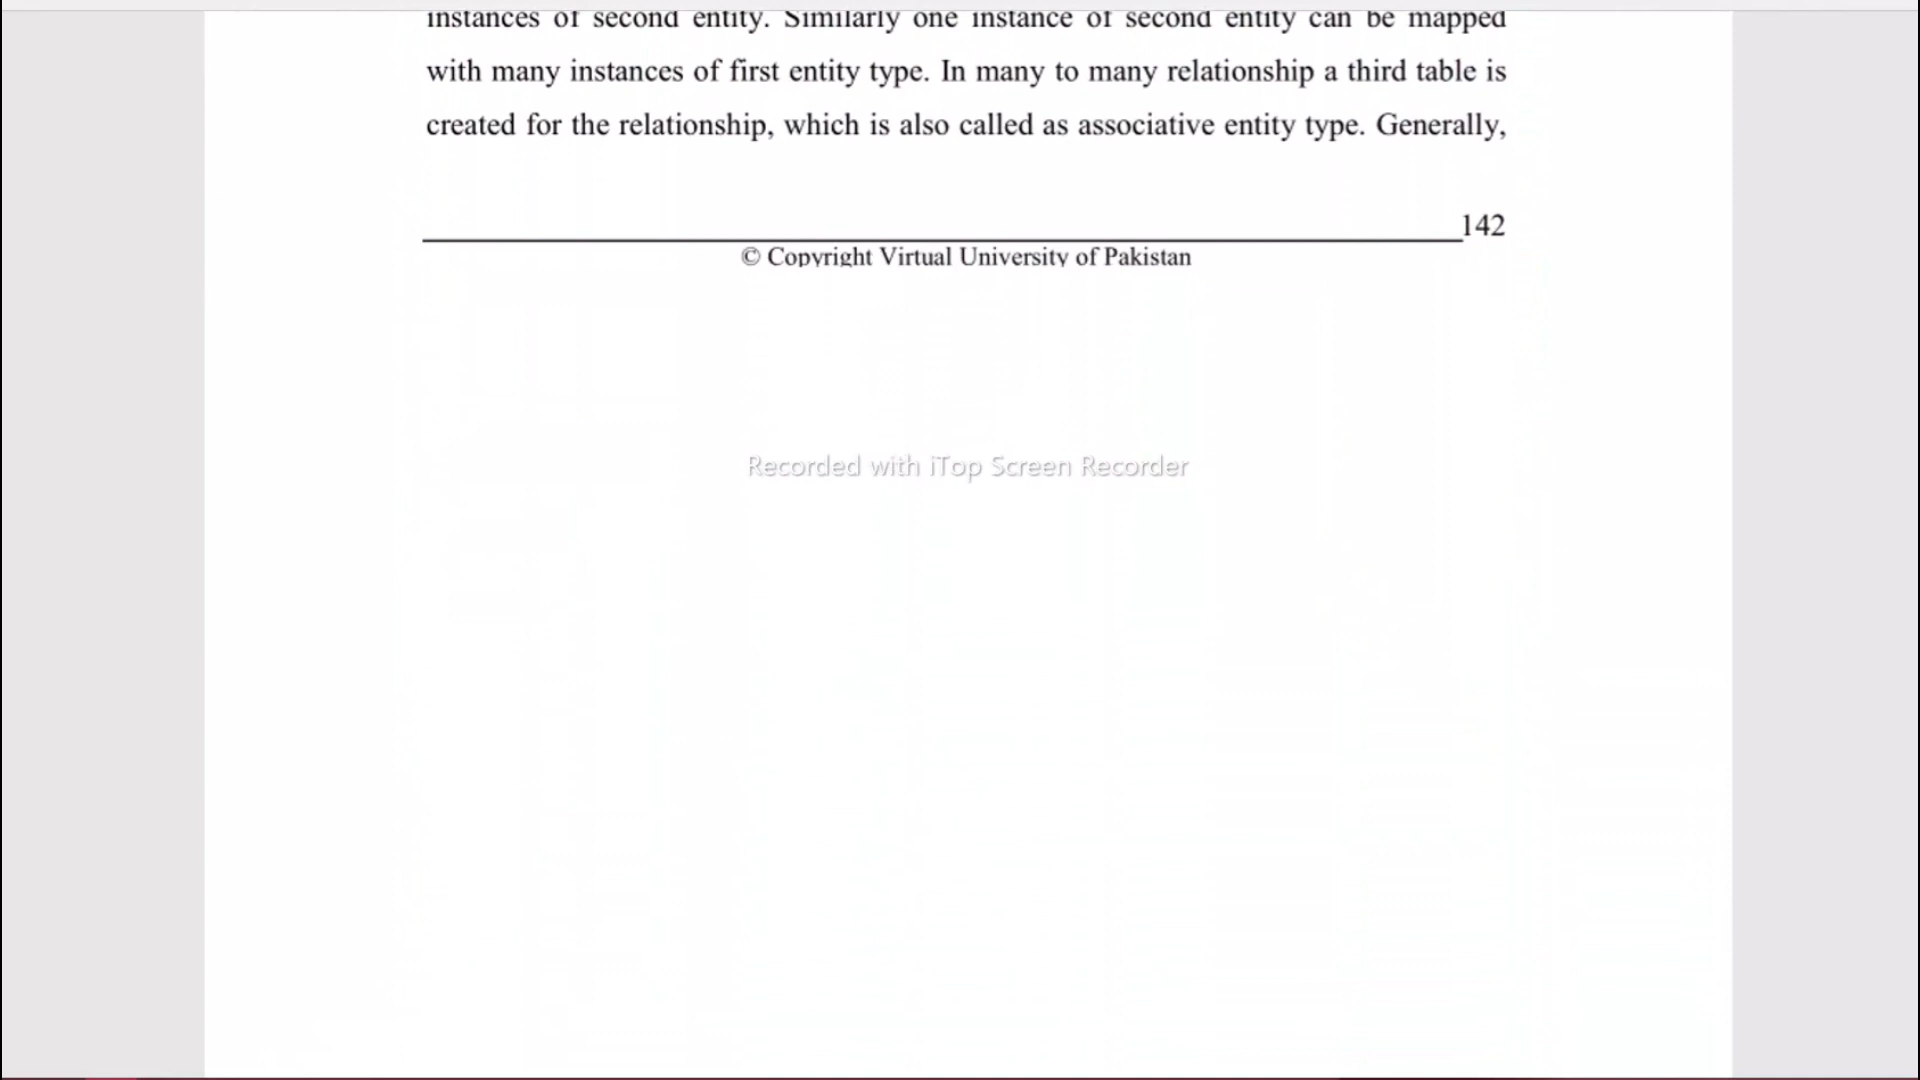 instances of second entity. Similarly one instance of second entity can be mapped
with many instances of first entity type. In many to many relationship a third table is
created for the relationship, which is also called as associative entity type. Generally,
142
© Copyright Virtual University of Pakistan
Recorded with iTop Screen Recorder